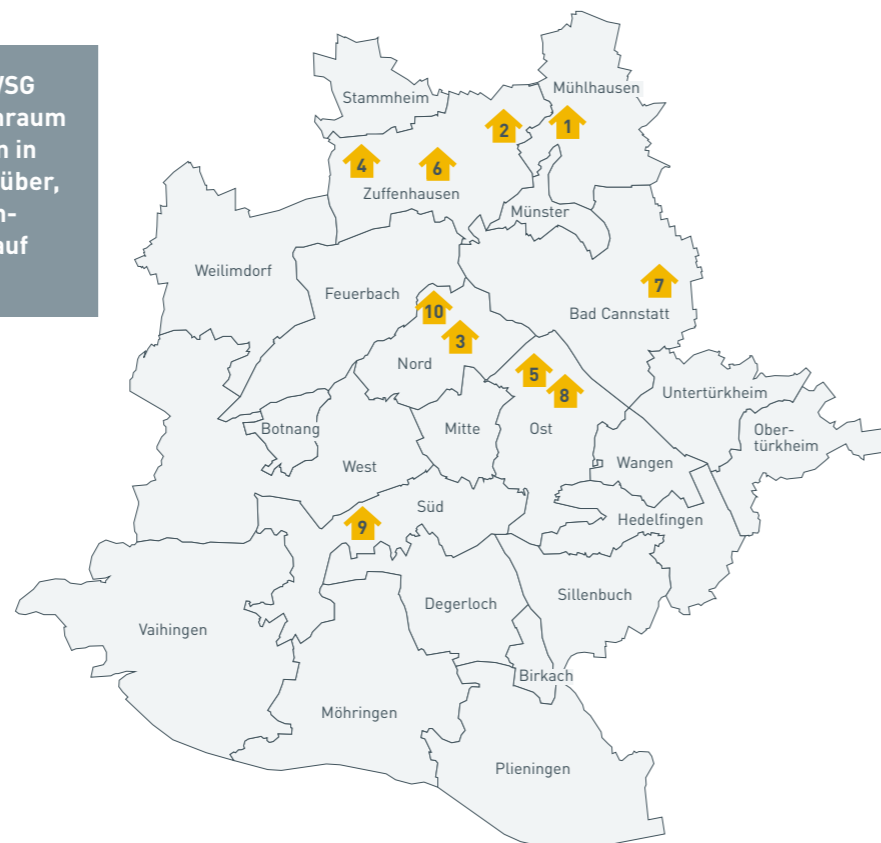 VSG
nraum
n in
über,
n-
auf
Stammheim
Mühlhausen
2
1
4
6
Zuffenhausen
Münster
Weilimdorf
Feuerbach
7
Bad Cannstatt
10
3
Nord
5
8
Untertürkheim
Botnang
Mitte
Ost
Ober-
türkheim
West
Wangen
Süd
9
Hedelfingen
Degerloch
Sillenbuch
Vaihingen
Birkach
Möhringen
Plieningen